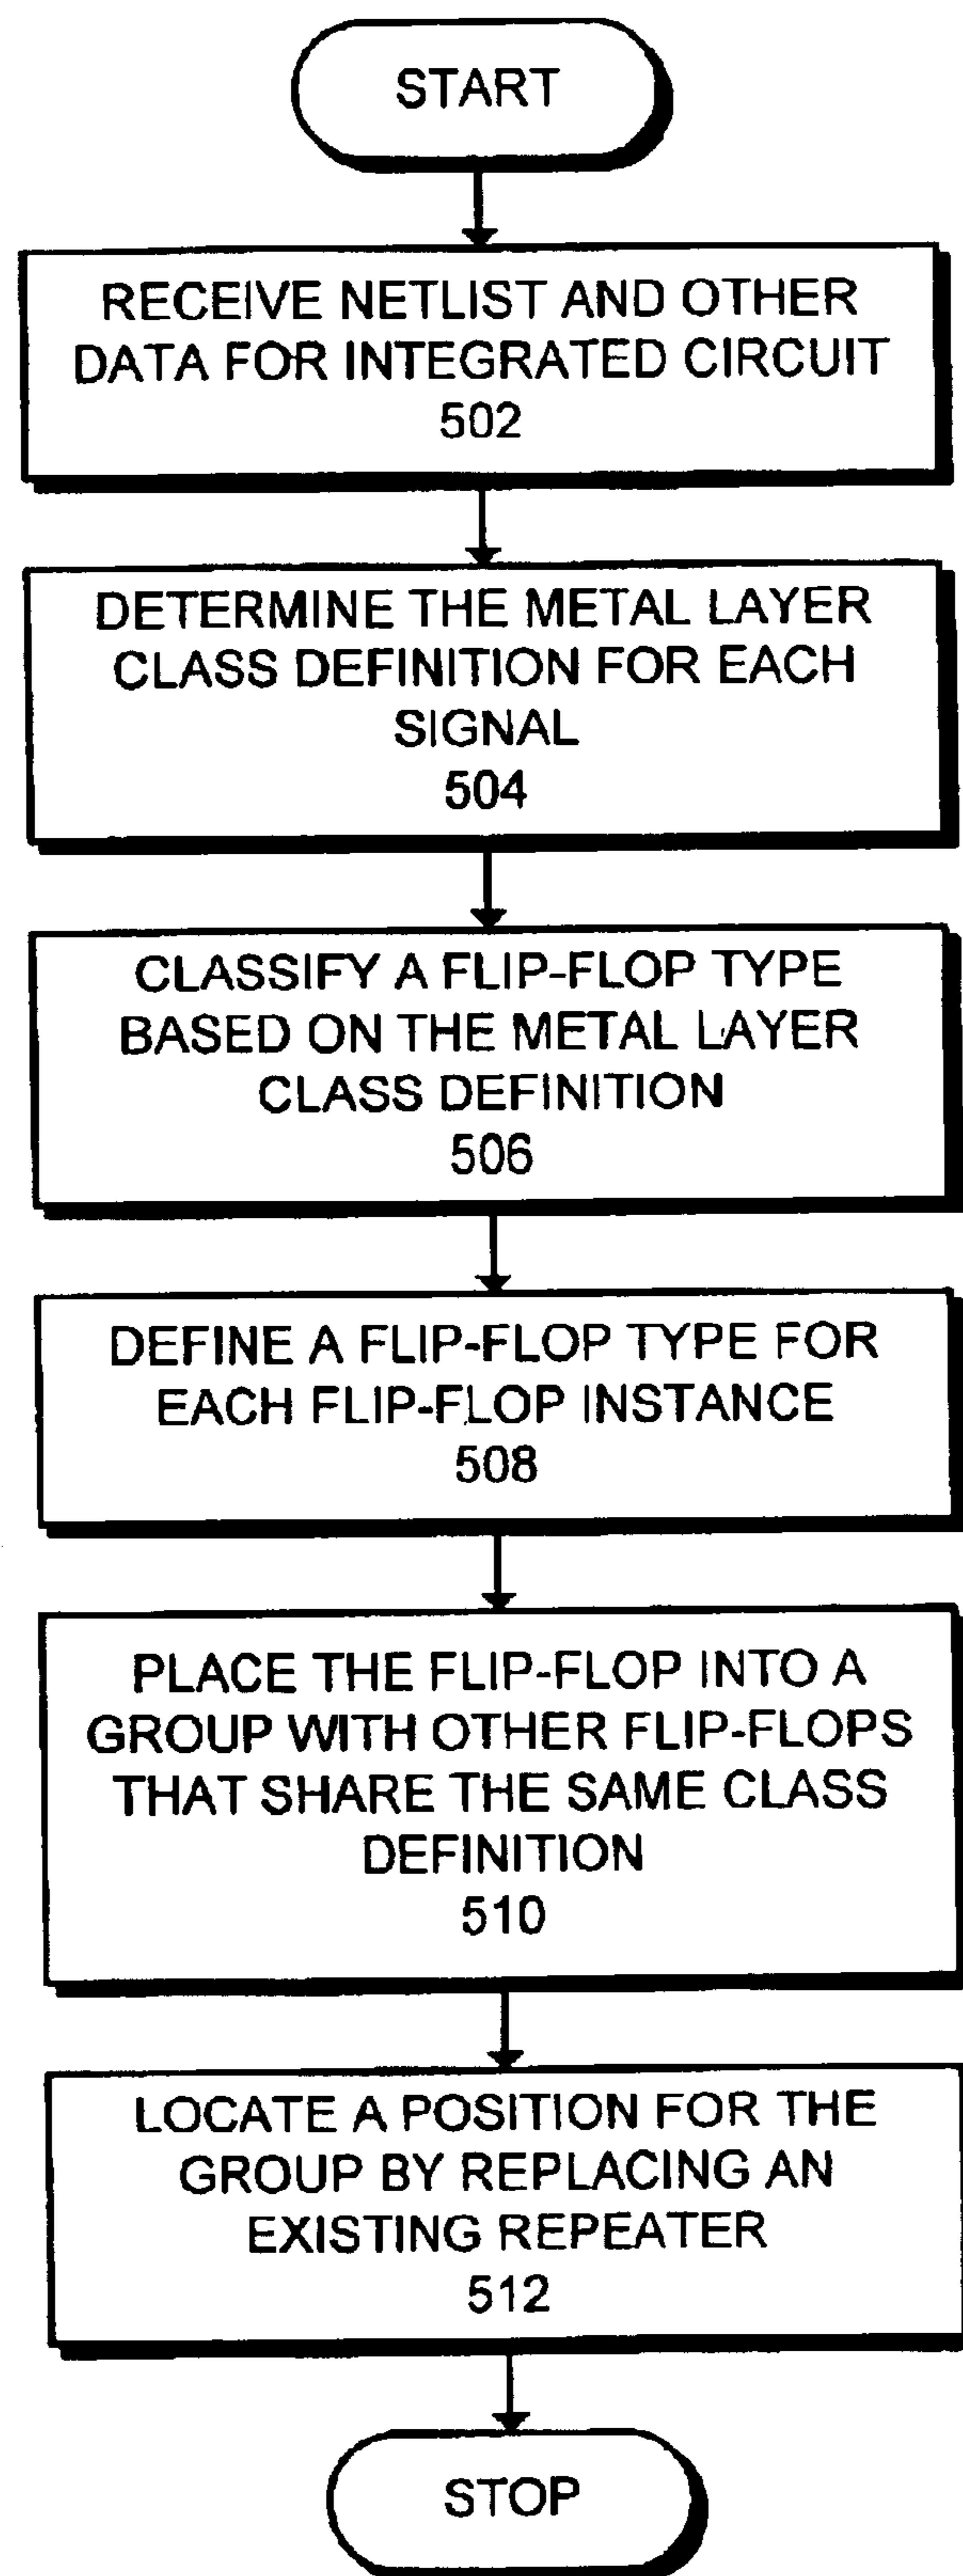 START
RECEIVE NETLIST AND OTHER
DATA FOR INTEGRATED CIRCUIT
502
DETERMINE THE METAL LAYER
CLASS DEFINITION FOR EACH
SIGNAL
504
CLASSIFY A FLIP-FLOP TYPE
BASED ON THE METAL LAYER
CLASS DEFINITION
506
DEFINE A FLIP-FLOP TYPE FOR
EACH FLIP-FLOP INSTANCE
508
PLACE THE FLIP-FLOP INTO A
GROUP WITH OTHER FLIP-FLOPS
THAT SHARE THE SAME CLASS
DEFINITION
510
LOCATE A POSITION FOR THE
GROUP BY REPLACING AN
EXISTING REPEATER
512
STOP